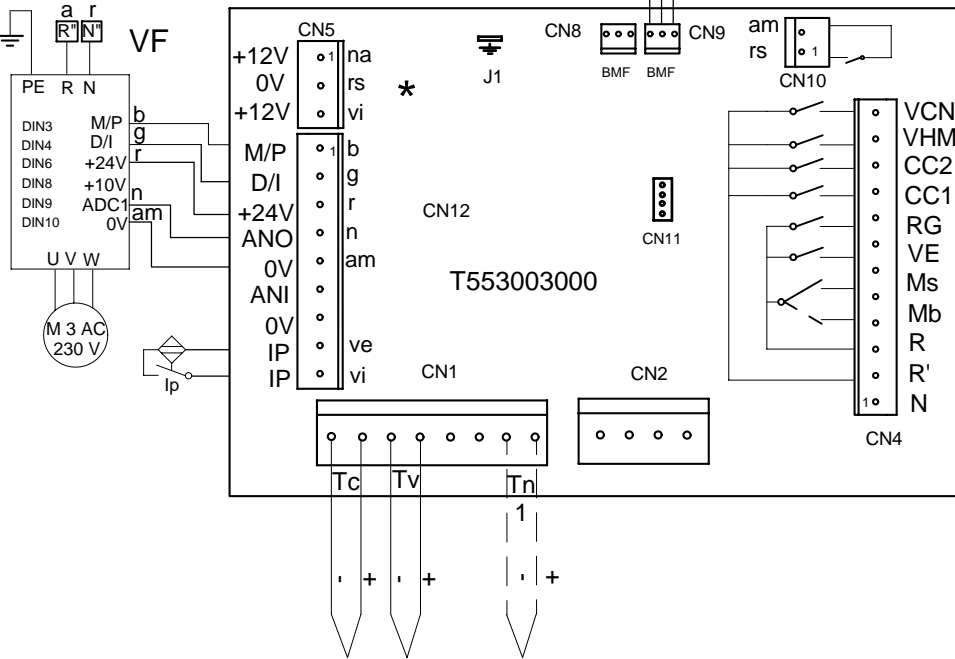 a r
R" N"
VF
PE R N
DIN3 M/P b
DIN4 D/I g
DIN6 +24V r
DIN8 +10V
DIN9 ADC1 n
DIN10 0V am
U V W
M 3 AC
230 V
CN5
+12V 1 na
0V rs
+12V vi
*
J1
CN8 CN9
BMF BMF
am
rs 1
CN10
M/P 1 b
D/I g
+24V r
ANO n
0V am
ANI
0V
IP ve
IP vi
Ip
CN12
CN11
T553003000
CN1
CN2
VCN
VHM
CC2
CC1
RG
VE
Ms
Mb
R
R'
1 N
CN4
Tc Tv Tn
1
- + - + - +